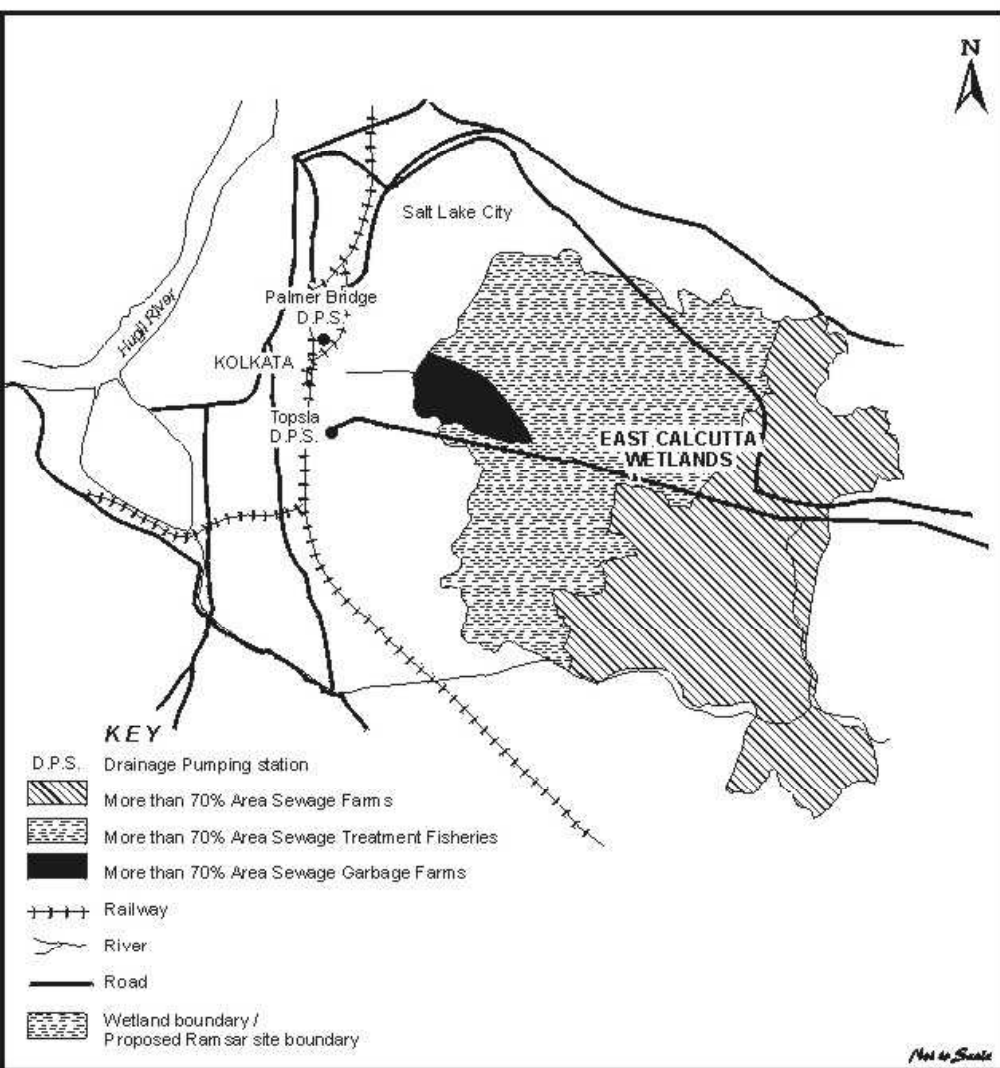 N
Salt Lake City
Hugli River
Palmer Bridge
D.P.S.
KOLKATA
Topsla
D.P.S.
EAST CALCUTTA
WETLANDS
KEY
D.P.S. Drainage Pumping station
More than 70% Area Sewage Farms
More than 70% Area Sewage Treatment Fisheries
More than 70% Area Sewage Garbage Farms
Railway
River
Road
Wetland boundary /
Proposed Ramsar site boundary
Not to Scale